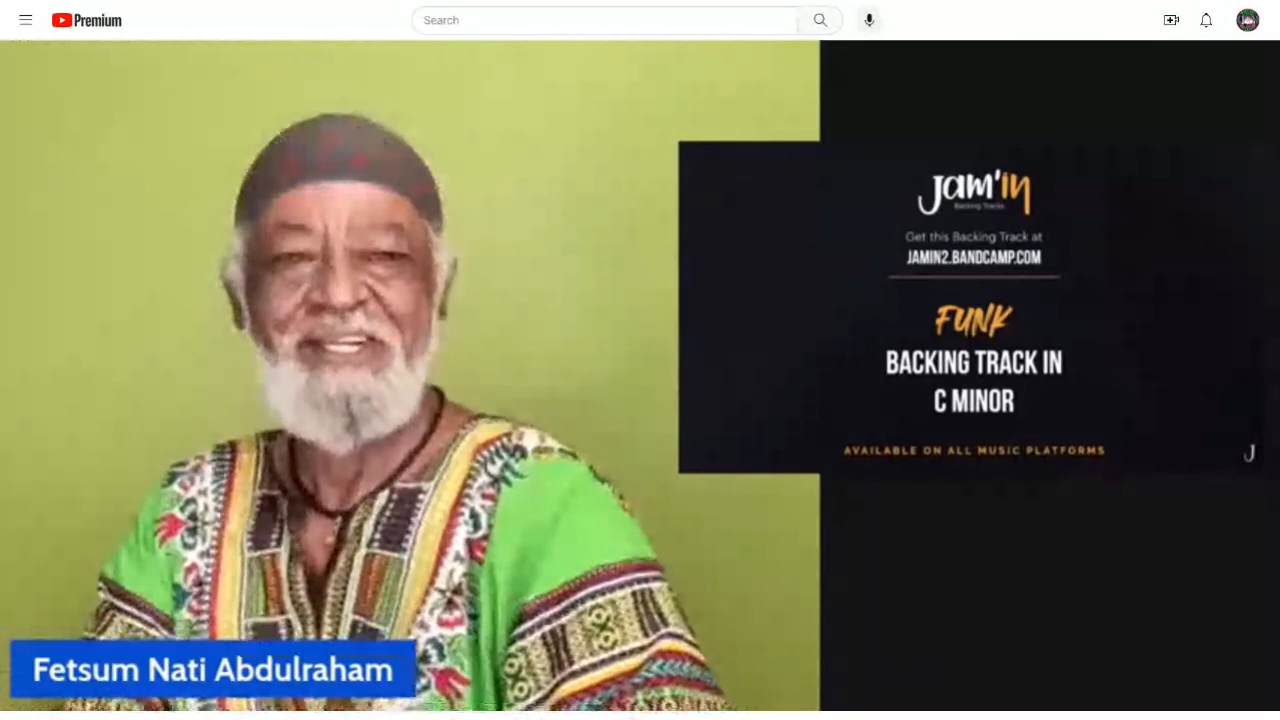 Premium
Search
Jam'in
Backing Tracks
Get this Backing Track at
JAMIN2.BANDCAMP.COM
FUNK
BACKING TRACK IN
C MINOR
AVAILABLE ON ALL MUSIC PLATFORMS
J
Fetsum Nati Abdulraham